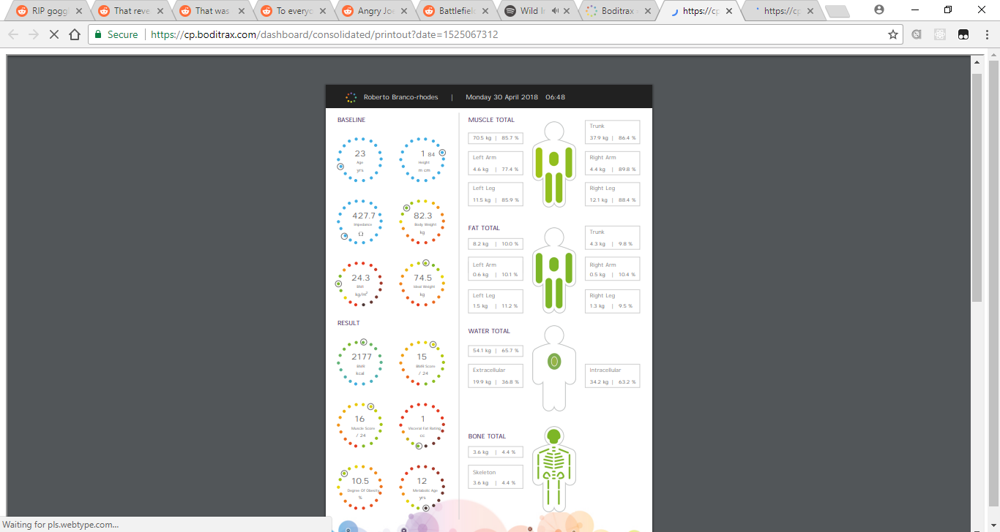 RIP goggl
That reve
That was
To everyc
Angry Joe
Battlefiel
Wild In
Boditrax
https://cp
https://cp
Secure https://cp.boditrax.com/dashboard/consolidated/printout?date=1525067312
Roberto Branco-rhodes | Monday 30 April 2018 06:48
BASELINE
23
Age
yrs
1 84
Height
m cm
427.7
Impedance
Ω
82.3
Body Weight
kg
24.3
BMI
kg/m²
74.5
Ideal Weight
kg
RESULT
2177
BMR
kcal
15
BMR Score
/ 24
16
Muscle Score
/ 24
1
Visceral Fat Rating
cc
10.5
Degree Of Obesity
%
12
Metabolic Age
yrs
MUSCLE TOTAL
70.5 kg | 85.7 %
Left Arm
4.6 kg | 77.4 %
Left Leg
11.5 kg | 85.9 %
Trunk
37.9 kg | 86.4 %
Right Arm
4.4 kg | 89.8 %
Right Leg
12.1 kg | 88.4 %
FAT TOTAL
8.2 kg | 10.0 %
Left Arm
0.6 kg | 10.1 %
Left Leg
1.5 kg | 11.2 %
Trunk
4.3 kg | 9.8 %
Right Arm
0.5 kg | 10.4 %
Right Leg
1.3 kg | 9.5 %
WATER TOTAL
54.1 kg | 65.7 %
Extracellular
19.9 kg | 36.8 %
Intracellular
34.2 kg | 63.2 %
BONE TOTAL
3.6 kg | 4.4 %
Skeleton
3.6 kg | 4.4 %
Waiting for pls.webtype.com...